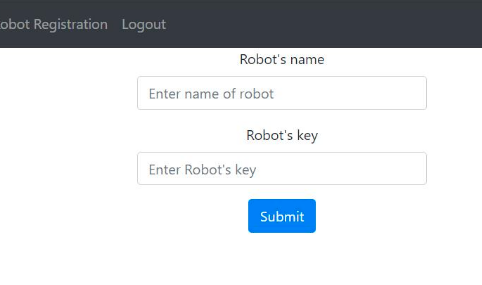 obot Registration Logout
Robot's name
Enter name of robot
Robot's key
Enter Robot's key
Submit